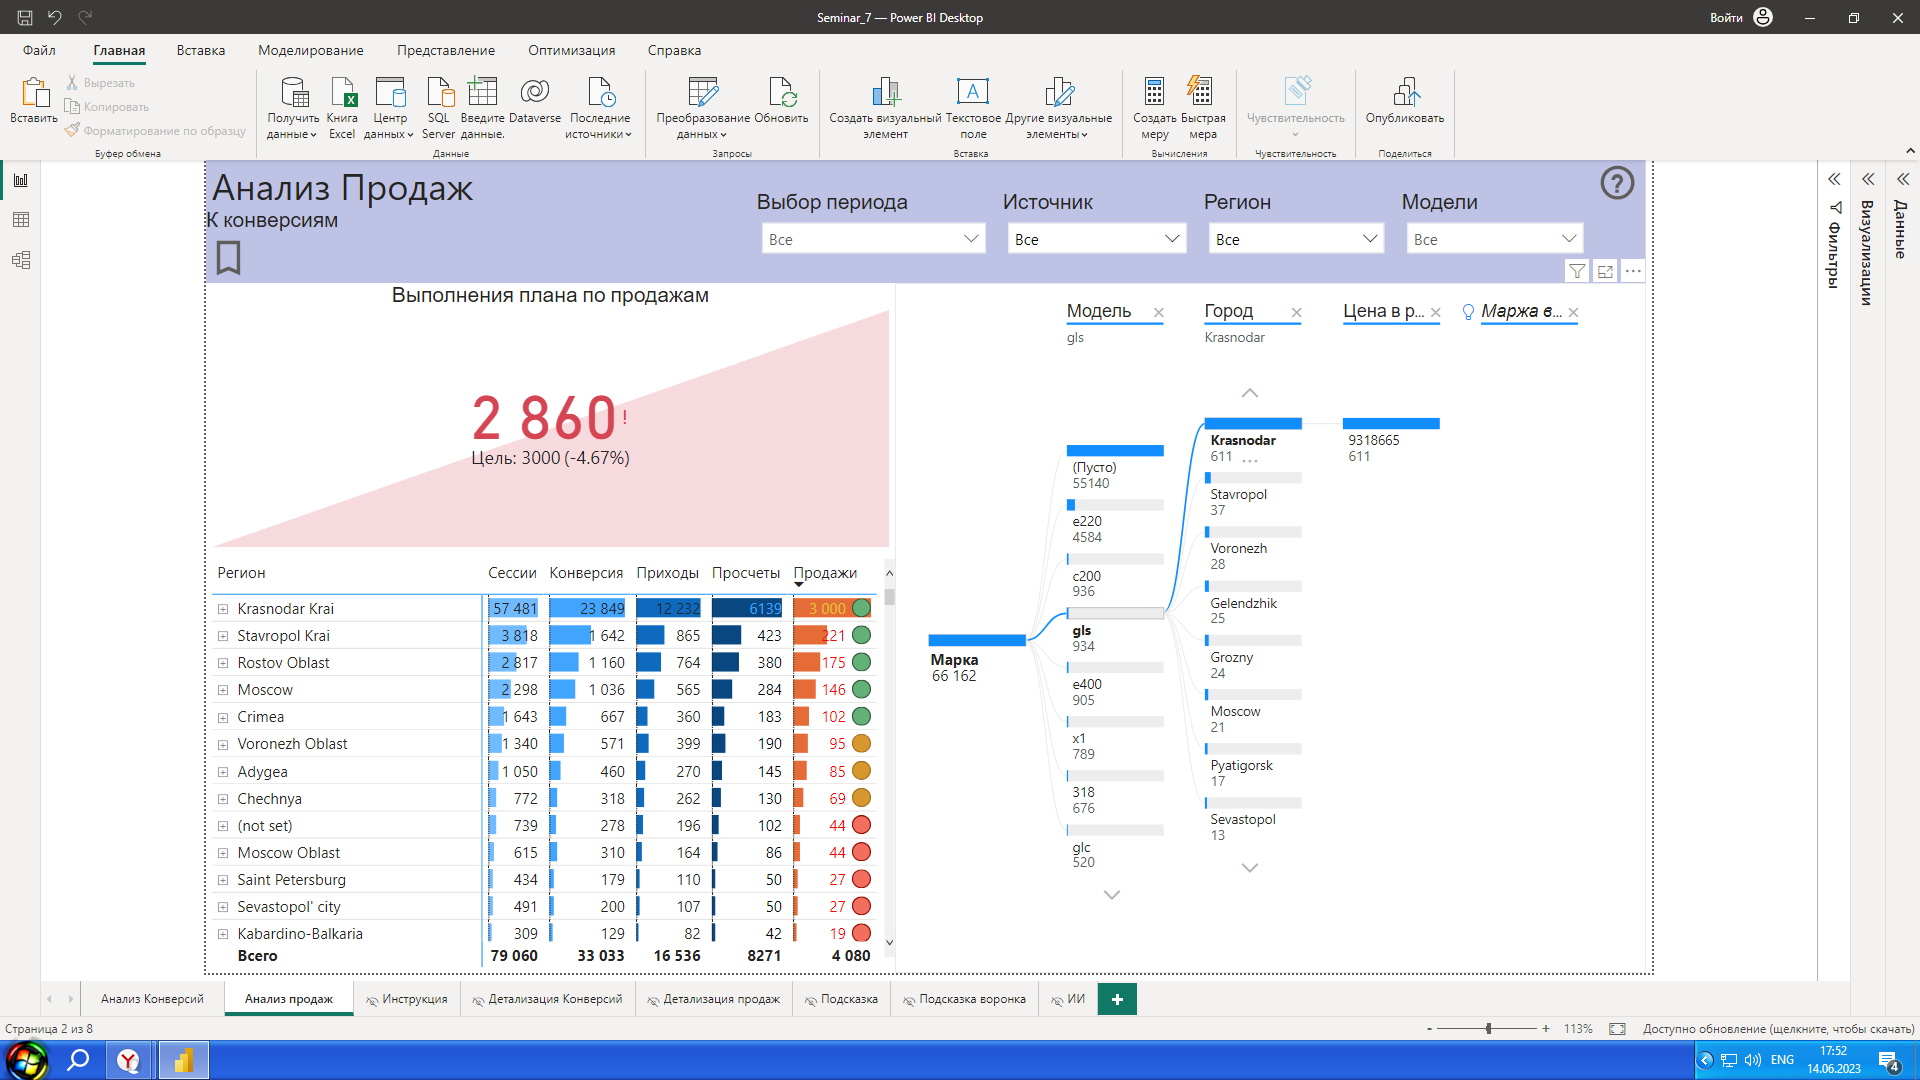 Seminar_7 — Power BI Desktop
Войти
Файл
Главная
Вставка
Моделирование
Представление
Оптимизация
Справка
Вставить
Вырезать
Копировать
Форматирование по образцу
Буфер обмена
Получить данные
Книга Excel
Центр данных
SQL Server
Введите данные.
Dataverse
Последние источники
Данные
Преобразование данных
Обновить
Запросы
Создать визуальный элемент
Текстовое поле
Другие визуальные элементы
Вставка
Создать меру
Быстрая мера
Вычисления
Чувствительность
Чувствительность
Опубликовать
Поделиться
Анализ Продаж
К конверсиям
Выбор периода
Все
Источник
Все
Регион
Все
Модели
Все
Фильтры
Визуализации
Данные
Выполнения плана по продажам
2 860!
Цель: 3000 (-4.67%)
Регион Сессии Конверсия Приходы Просчеты Продажи
Krasnodar Krai 57 481 23 849 12 232 6139 3 000
Stavropol Krai 3 818 1 642 865 423 221
Rostov Oblast 2 817 1 160 764 380 175
Moscow 2 298 1 036 565 284 146
Crimea 1 643 667 360 183 102
Voronezh Oblast 1 340 571 399 190 95
Adygea 1 050 460 270 145 85
Chechnya 772 318 262 130 69
(not set) 739 278 196 102 44
Moscow Oblast 615 310 164 86 44
Saint Petersburg 434 179 110 50 27
Sevastopol' city 491 200 107 50 27
Kabardino-Balkaria 309 129 82 42 19
Всего 79 060 33 033 16 536 8271 4 080
Модель
gls
Город
Krasnodar
Цена в р...
Маржа в...
Марка
66 162
(Пусто)
55140
e220
4584
c200
936
gls
934
e400
905
x1
789
318
676
glc
520
Krasnodar
611
Stavropol
37
Voronezh
28
Gelendzhik
25
Grozny
24
Moscow
21
Pyatigorsk
17
Sevastopol
13
9318665
611
Анализ Конверсий
Анализ продаж
Инструкция
Детализация Конверсий
Детализация продаж
Подсказка
Подсказка воронка
ИИ
Страница 2 из 8
113%
Доступно обновление (щелкните, чтобы скачать)
ENG
17:52
14.06.2023
4